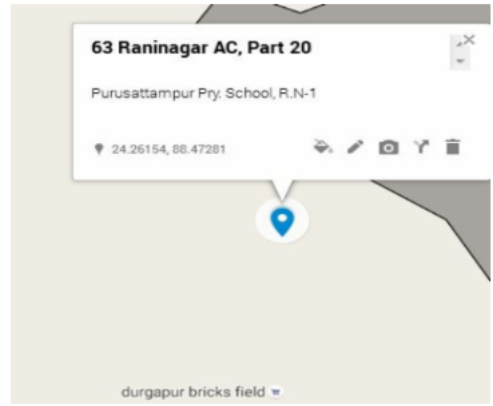 63 Raninagar AC, Part 20
Purusattampur Pry. School, R.N-1
24.26154, 88.47281
durgapur bricks field